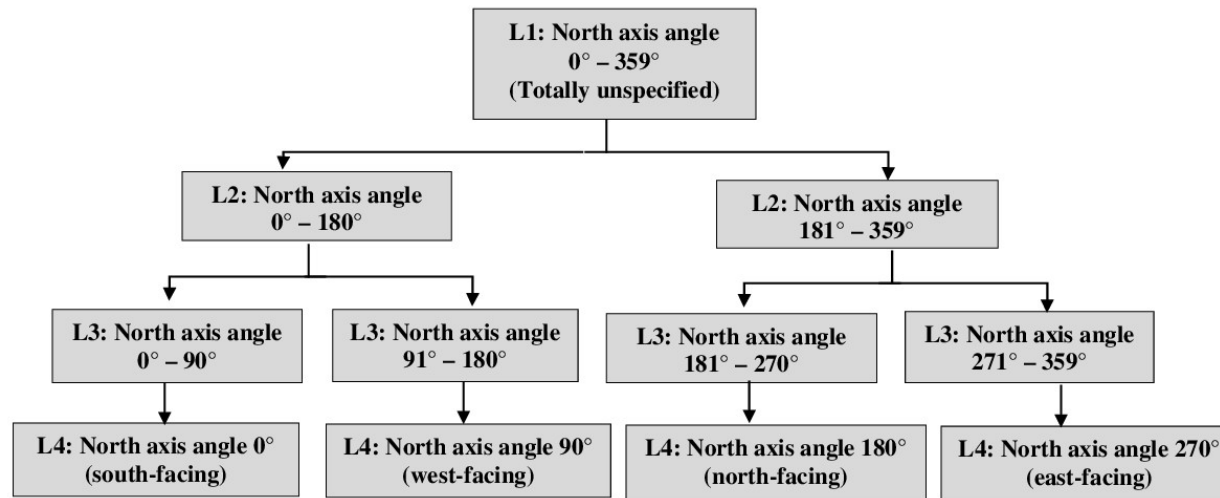 L1: North axis angle
0° – 359°
(Totally unspecified)
L2: North axis angle
0° – 180°
L2: North axis angle
181° – 359°
L3: North axis angle
0° – 90°
L3: North axis angle
91° – 180°
L3: North axis angle
181° – 270°
L3: North axis angle
271° – 359°
L4: North axis angle 0°
(south-facing)
L4: North axis angle 90°
(west-facing)
L4: North axis angle 180°
(north-facing)
L4: North axis angle 270°
(east-facing)